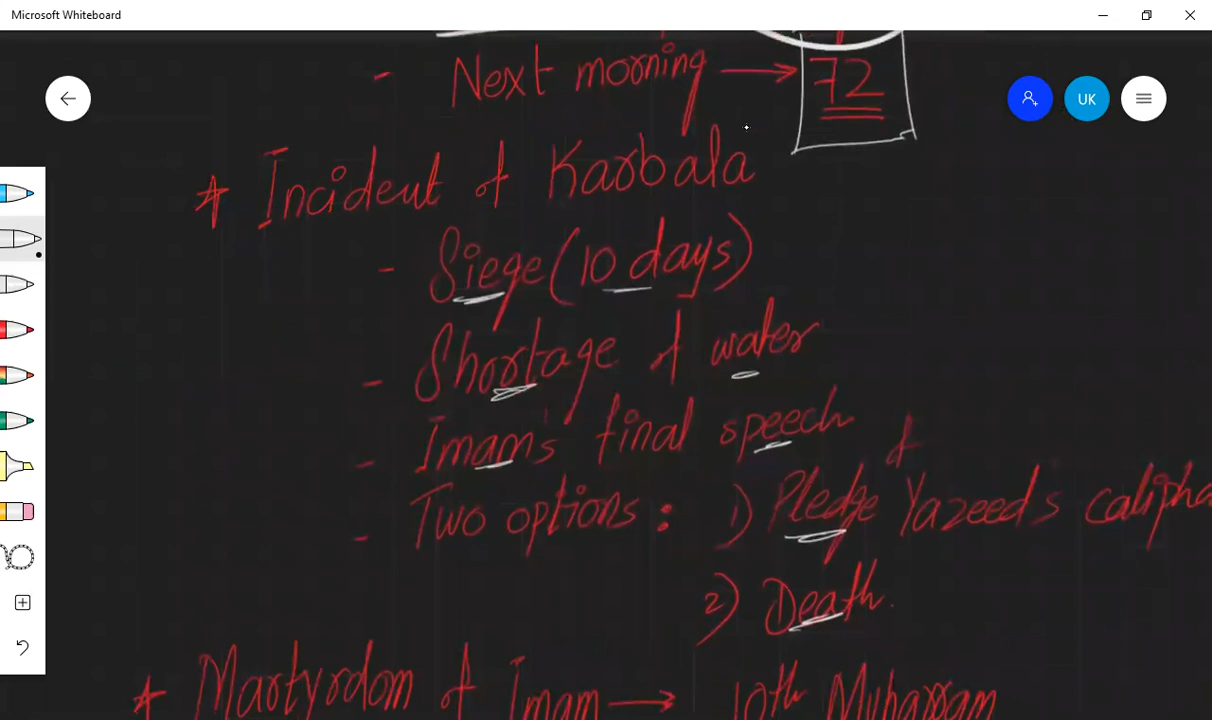 Microsoft Whiteboard
- Next morning → 72
UK
* Incident of Karbala
- Siege (10 days)
- Shortage of water
- Imam's final speech
- Two options: 1) Pledge of Yazeed's calipha
2) Death.
* Martyrdom of Imam → 10th Muharram